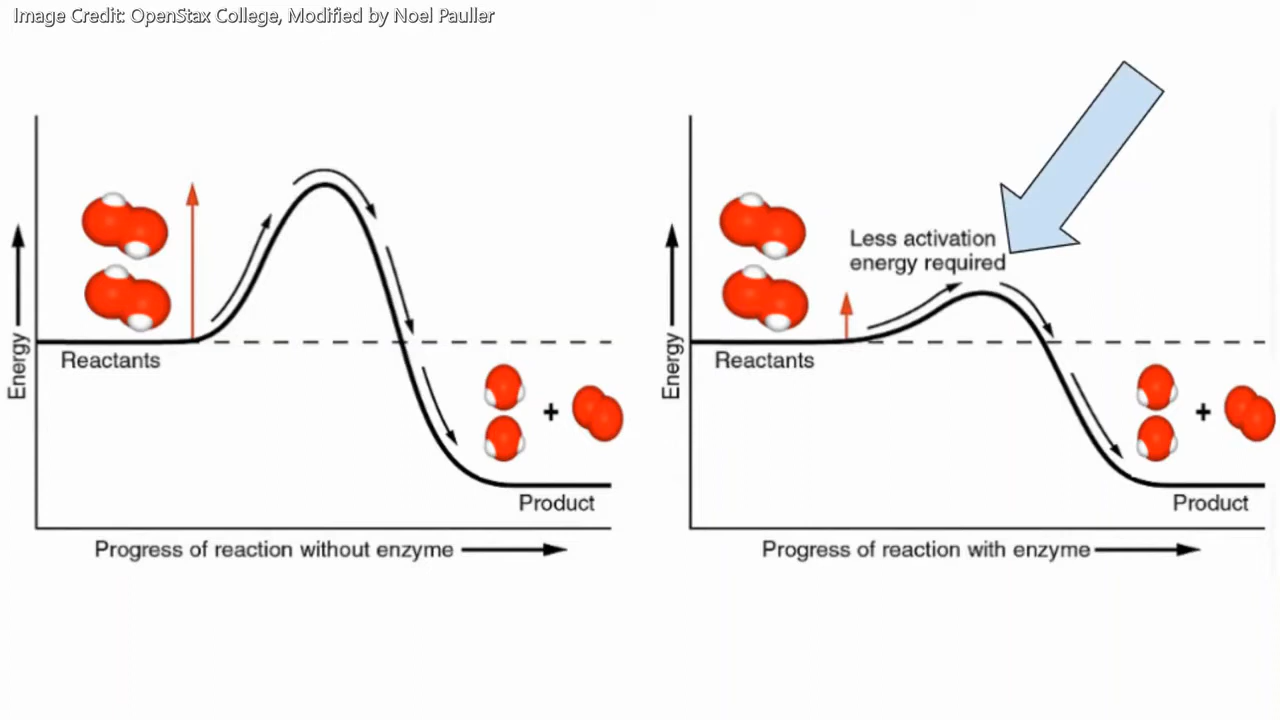 Image Credit: OpenStax College, Modified by Noel Pauller
Energy
Reactants
+
Product
Progress of reaction without enzyme
Energy
Less activation
energy required
Reactants
+
Product
Progress of reaction with enzyme